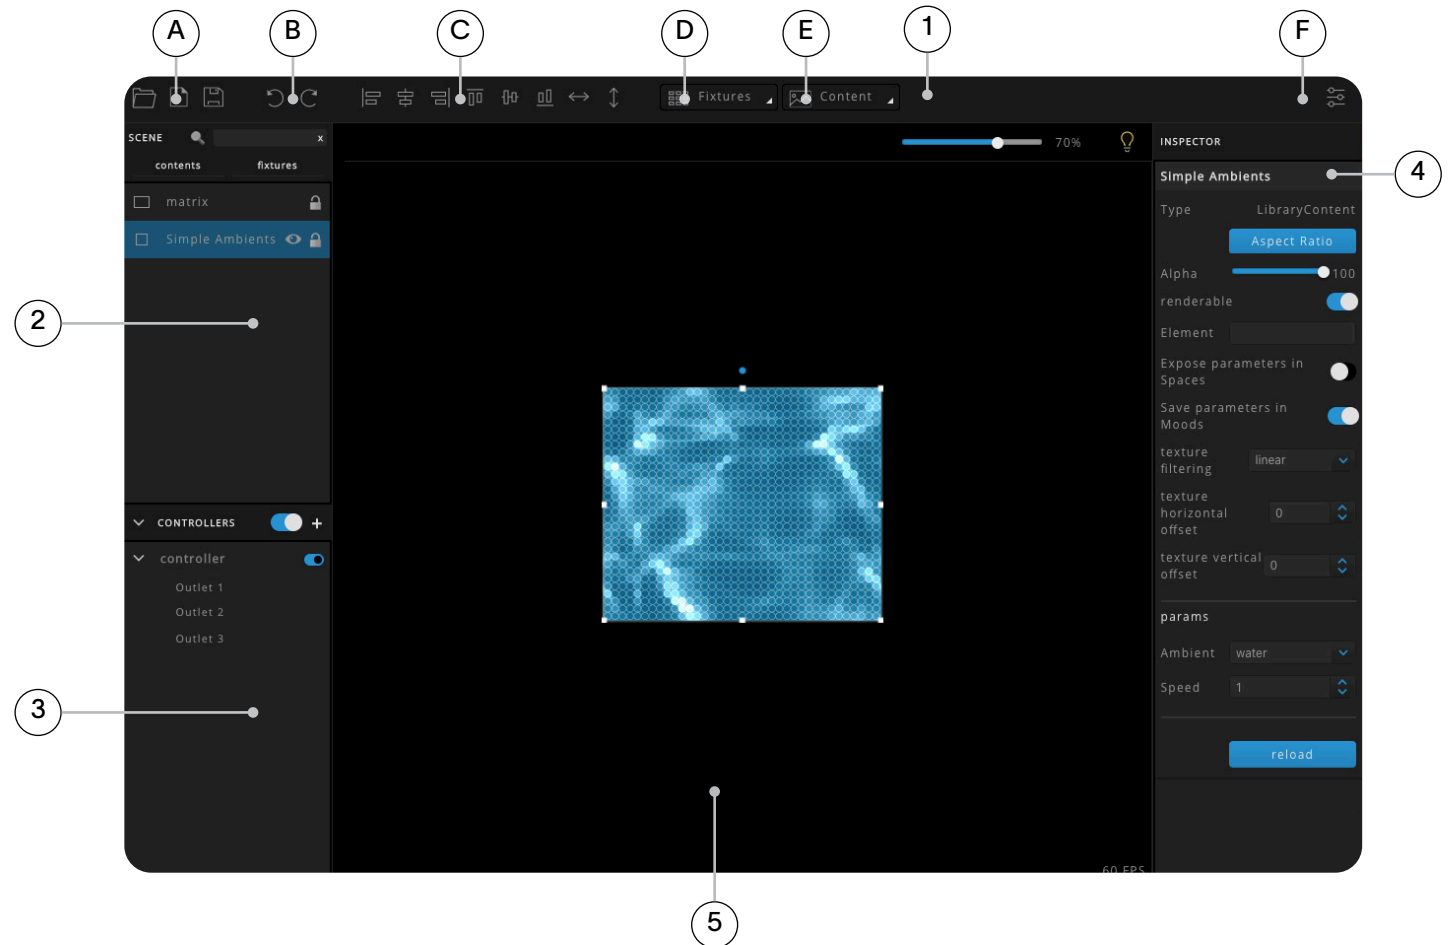 A
B
C
D
E
1
F
Fixtures
Content
SCENE
x
contents
fixtures
70%
INSPECTOR
matrix
Simple Ambients
Simple Ambients
4
Type
LibraryContent
Aspect Ratio
Alpha
100
renderable
Element
Expose parameters in
Spaces
Save parameters in
Moods
texture
filtering
linear
texture
horizontal
offset
0
texture vertical
offset
0
params
Ambient
water
Speed
1
reload
2
CONTROLLERS
+
controller
Outlet 1
Outlet 2
Outlet 3
3
60 FPS
5